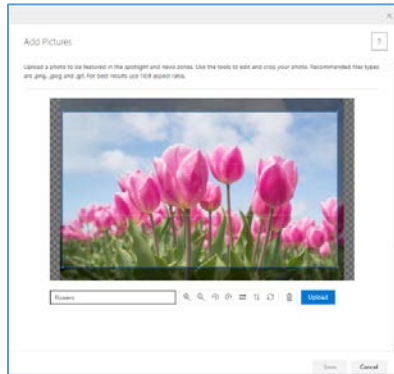 Add Pictures
?
Upload a photo to be featured in the spotlight and news zones. Use the tools to edit and crop your photo. Recommended files types
are .png, .jpeg and .gif. For best results use 16:9 aspect ratio.
Flowers
Upload
Save
Cancel